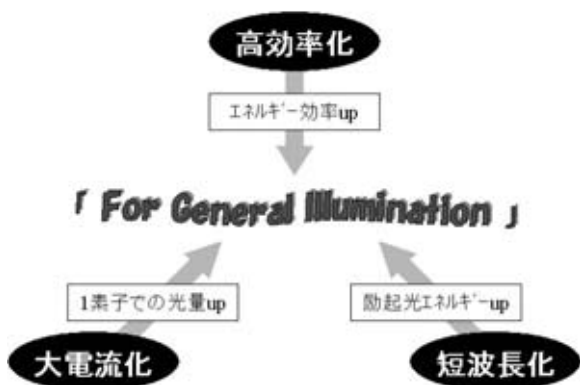 高効率化
エネルギー効率up
「 For General Illumination 」
1素子での光量up
励起光エネルギーup
大電流化
短波長化